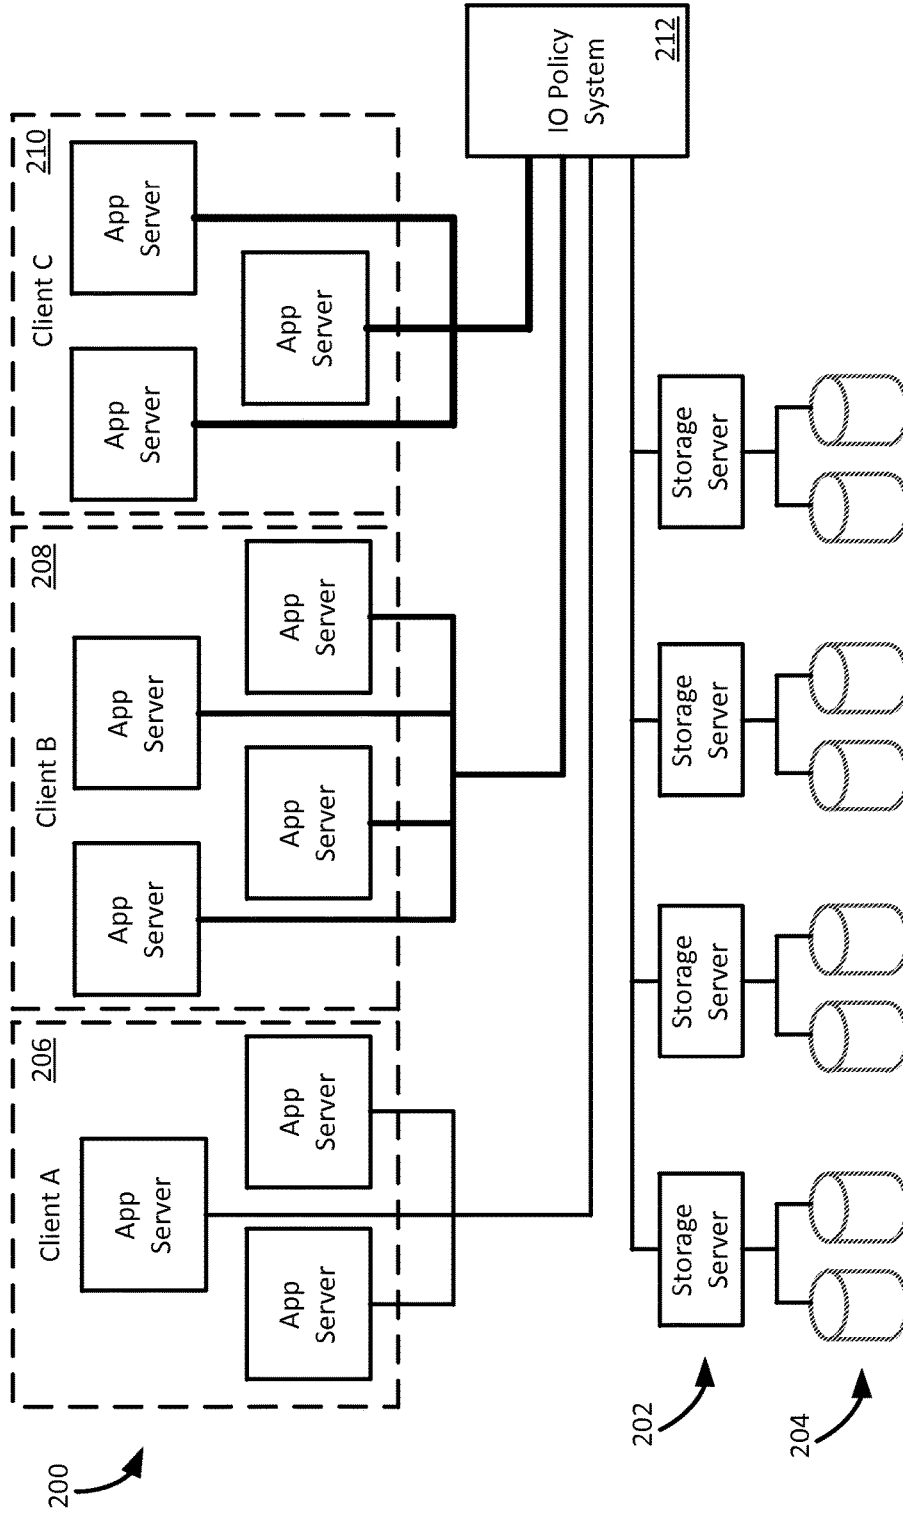 200
Client A
206
App
Server
App
Server
App
Server
Client B
208
App
Server
App
Server
App
Server
App
Server
Client C
210
App
Server
App
Server
App
Server
IO Policy
System
212
202
Storage
Server
Storage
Server
Storage
Server
Storage
Server
204